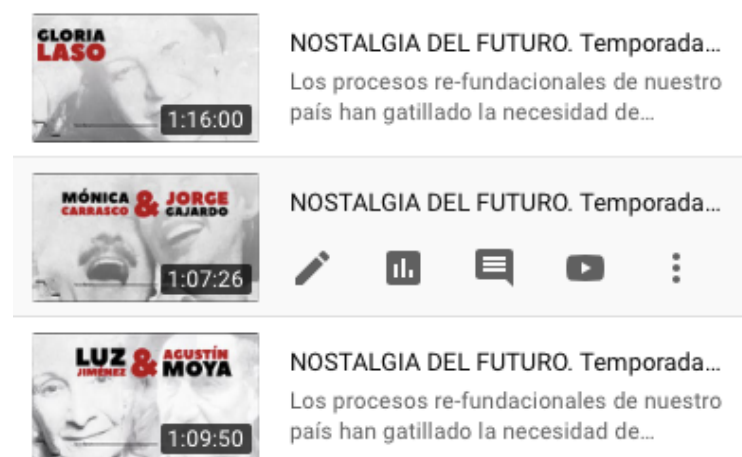 GLORIA
LASO
1:16:00
NOSTALGIA DEL FUTURO. Temporada...
Los procesos re-fundacionales de nuestro
país han gatillado la necesidad de...
MÓNICA & JORGE
CARRASCO GAJARDO
1:07:26
NOSTALGIA DEL FUTURO. Temporada...
LUZ & AGUSTÍN
JIMÉNEZ MOYA
1:09:50
NOSTALGIA DEL FUTURO. Temporada...
Los procesos re-fundacionales de nuestro
país han gatillado la necesidad de...